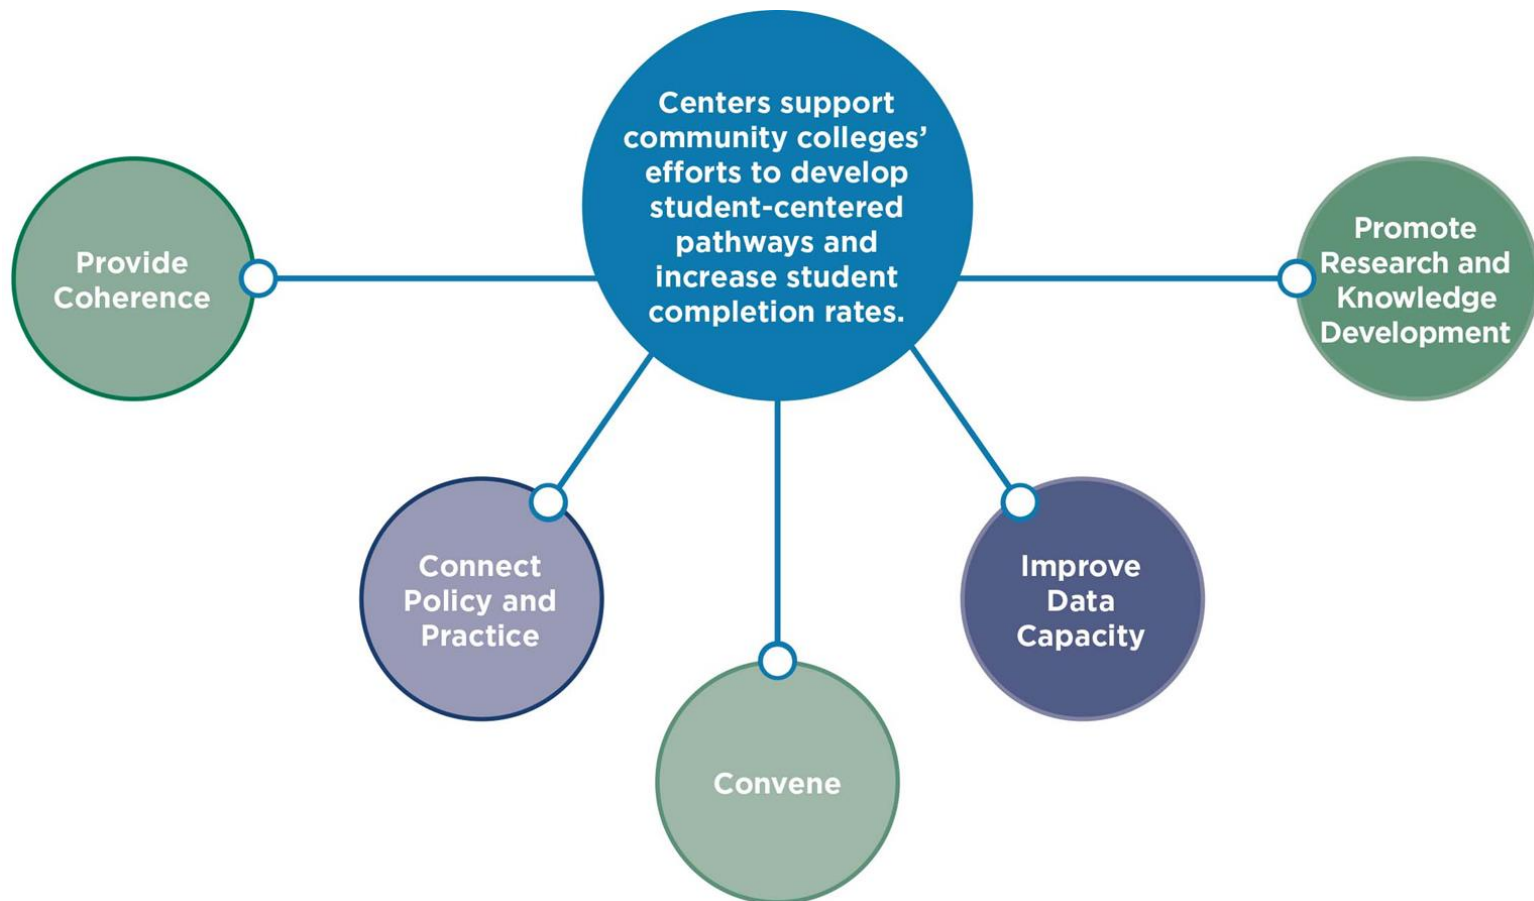 Centers support
community colleges’
efforts to develop
student-centered
pathways and
increase student
completion rates.
Provide
Coherence
Connect
Policy and
Practice
Convene
Improve
Data
Capacity
Promote
Research and
Knowledge
Development